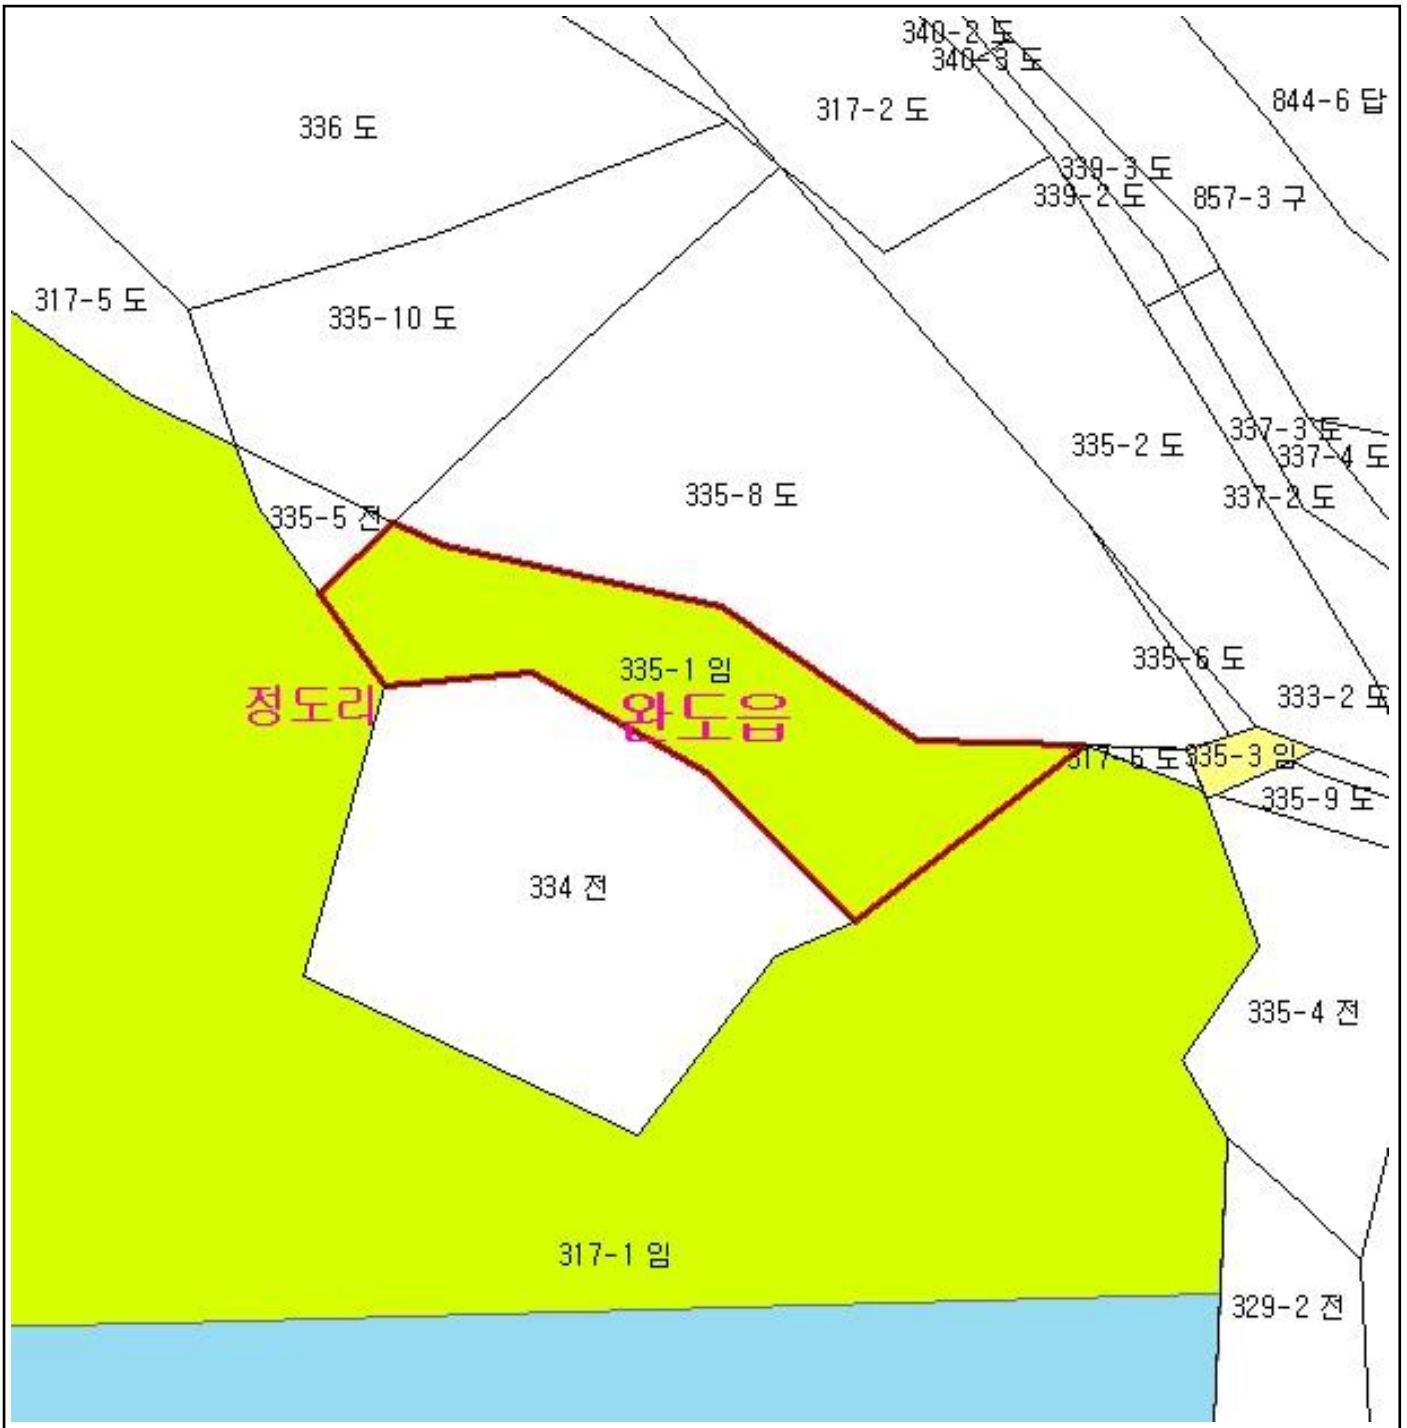 340-2 도
340-3 도
317-2 도
844-6 답
336 도
339-3 도
339-2 도
857-3 구
317-5 도
335-10 도
337-3 도
335-2 도
337-4 도
335-8 도
337-2 도
335-5 전
335-6 도
335-1 임
333-2 도
정도리
완도읍
317-6 도
335-3 임
335-9 도
334 전
335-4 전
317-1 임
329-2 전